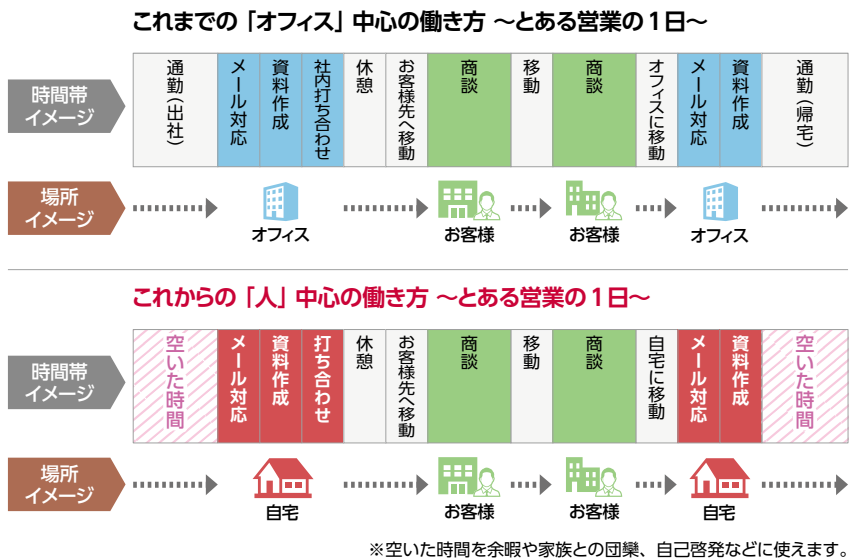 これまでの「オフィス」中心の働き方 〜とある営業の1日〜
時間帯
イメージ
通勤(出社)
メール対応
資料作成
社内打ち合わせ
休憩
お客様先へ移動
商談
移動
商談
オフィスに移動
メール対応
資料作成
通勤(帰宅)
場所
イメージ
オフィス
お客様
お客様
オフィス
これからの「人」中心の働き方 〜とある営業の1日〜
時間帯
イメージ
空いた時間
メール対応
資料作成
打ち合わせ
休憩
お客様先へ移動
商談
移動
商談
自宅に移動
メール対応
資料作成
空いた時間
場所
イメージ
自宅
お客様
お客様
自宅
※空いた時間を余暇や家族との団欒、自己啓発などに使えます。